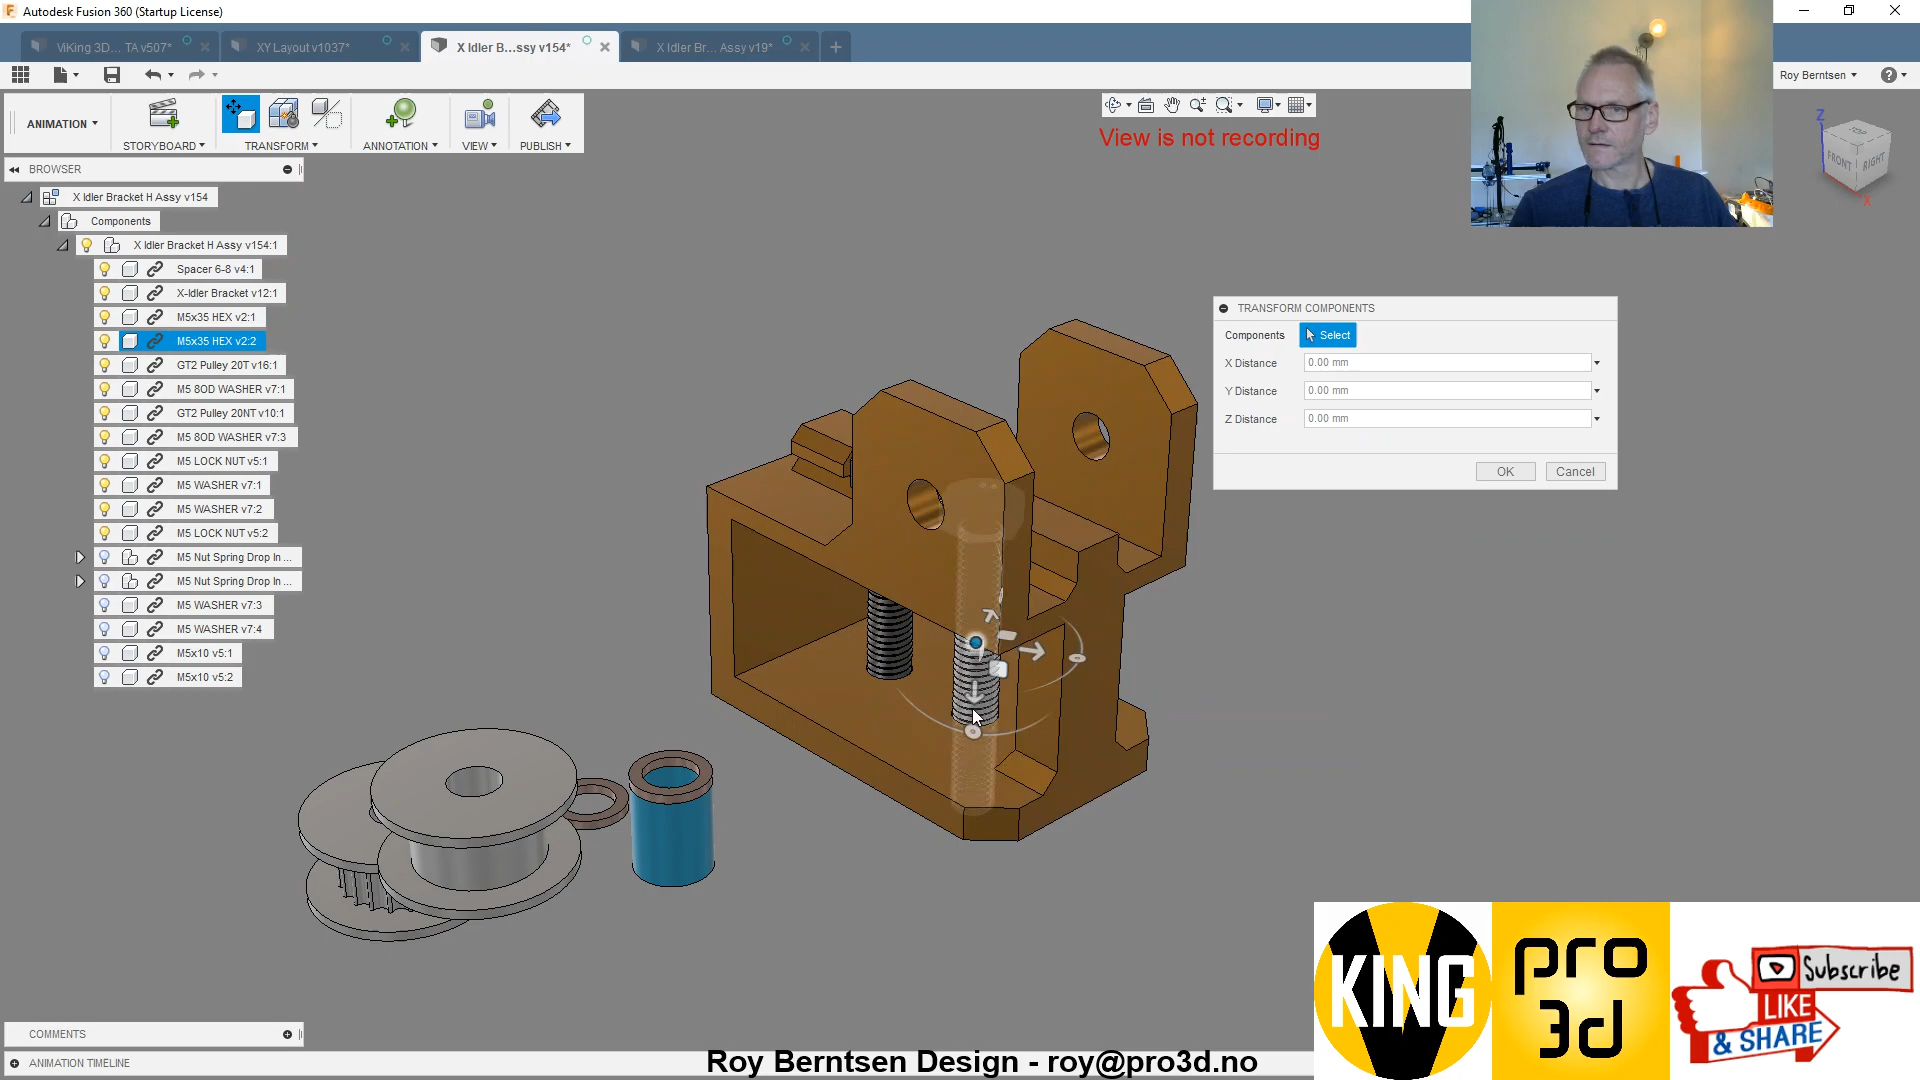 Autodesk Fusion 360 (Startup License)
ViKing 3D... TA v507*
XY Layout v1037*
X Idler B...ssy v154*
X Idler Br... Assy v19*
Roy Berntsen
ANIMATION
STORYBOARD
TRANSFORM
ANNOTATION
VIEW
PUBLISH
View is not recording
Z
TOP
FRONT
RIGHT
X
BROWSER
X Idler Bracket H Assy v154
Components
X Idler Bracket H Assy v154:1
Spacer 6-8 v4:1
X-Idler Bracket v12:1
M5x35 HEX v2:1
M5x35 HEX v2:2
GT2 Pulley 20T v16:1
M5 8OD WASHER v7:1
GT2 Pulley 20NT v10:1
M5 8OD WASHER v7:3
M5 LOCK NUT v5:1
M5 WASHER v7:1
M5 WASHER v7:2
M5 LOCK NUT v5:2
M5 Nut Spring Drop In ...
M5 Nut Spring Drop In ...
M5 WASHER v7:3
M5 WASHER v7:4
M5x10 v5:1
M5x10 v5:2
TRANSFORM COMPONENTS
Components
Select
X Distance
0.00 mm
Y Distance
0.00 mm
Z Distance
0.00 mm
OK
Cancel
COMMENTS
ANIMATION TIMELINE
Roy Berntsen Design - roy@pro3d.no
KING
pro
3d
Subscribe
LIKE
& SHARE